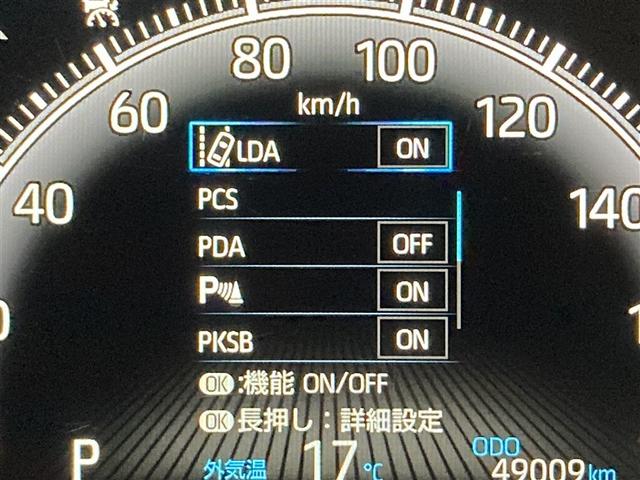 80 100
km/h
60 120
LDA ON
PCS
40 140
PDA OFF
P ON
PKSB ON
OK:機能 ON/OFF
OK長押し:詳細設定
P 外気温 17℃ ODO
49009km